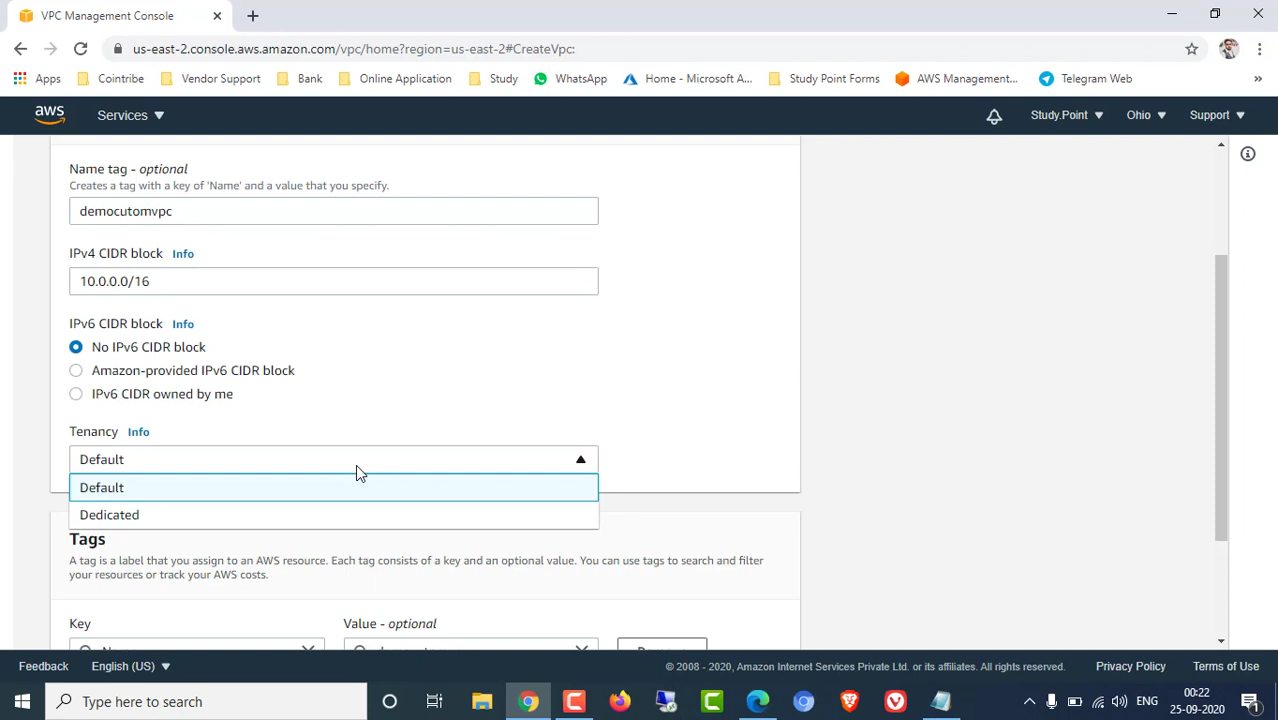 VPC Management Console
us-east-2.console.aws.amazon.com/vpc/home?region=us-east-2#CreateVpc:
Apps Cointribe Vendor Support Bank Online Application Study WhatsApp Home - Microsoft A... Study Point Forms AWS Management... Telegram Web »
aws Services Study.Point Ohio Support
Name tag - optional
Creates a tag with a key of 'Name' and a value that you specify.
democutomvpc
IPv4 CIDR block Info
10.0.0.0/16
IPv6 CIDR block Info
No IPv6 CIDR block
Amazon-provided IPv6 CIDR block
IPv6 CIDR owned by me
Tenancy Info
Default
Default
Dedicated
Tags
A tag is a label that you assign to an AWS resource. Each tag consists of a key and an optional value. You can use tags to search and filter
your resources or track your AWS costs.
Key Value - optional
Feedback English (US) © 2008 - 2020, Amazon Internet Services Private Ltd. or its affiliates. All rights reserved. Privacy Policy Terms of Use
Type here to search ENG 00:22
25-09-2020 1